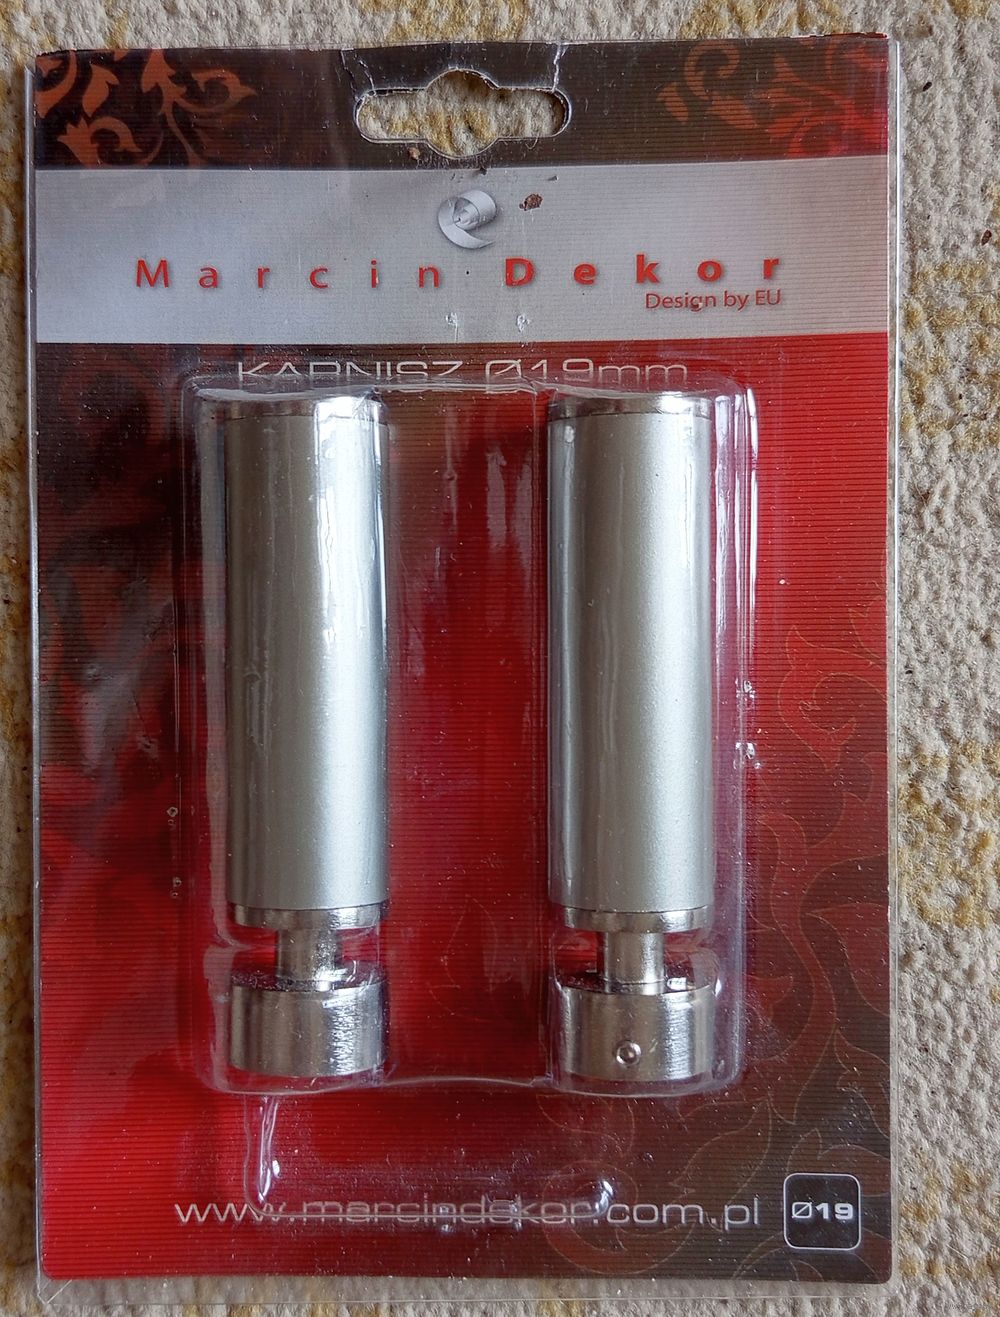 Marcin Dekor
Design by EU
KARNISZ Ø19mm
www.marcindekor.com.pl
Ø19